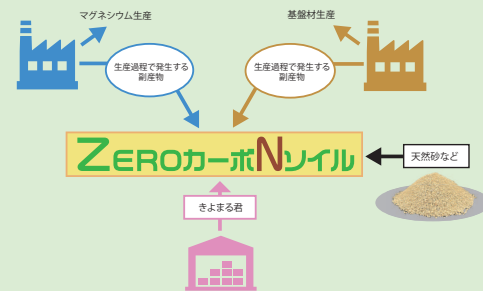 マグネシウム生産
基盤材生産
生産過程で発生する
副産物
生産過程で発生する
副産物
ZEROカーボNソイル
天然砂など
きよまる君